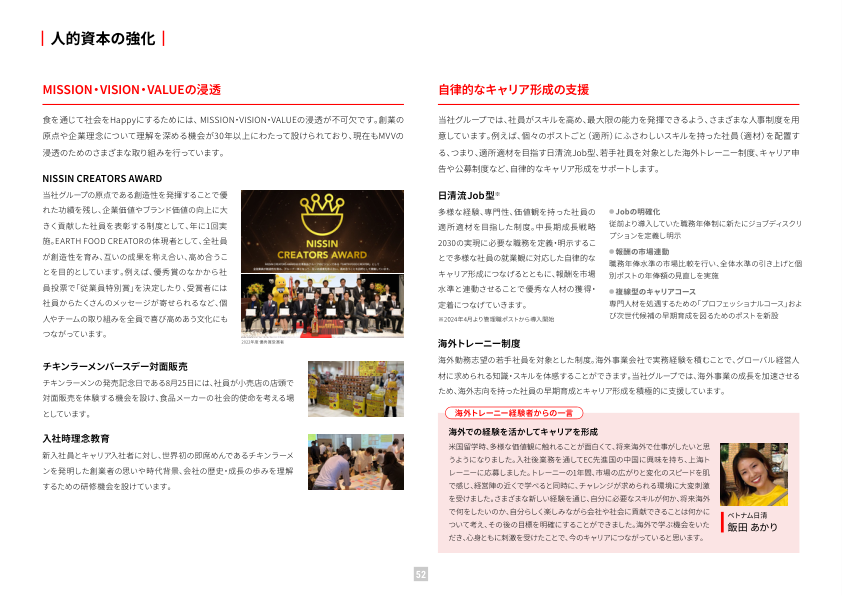 人的資本の強化
MISSION・VISION・VALUEの浸透
食を通じて社会をHappyにするためには、MISSION・VISION・VALUEの浸透が不可欠です。創業の
原点や企業理念について理解を深める機会が30年以上にわたって設けられており、現在もMVVの
浸透のためのさまざまな取り組みを行っています。
NISSIN CREATORS AWARD
当社グループの原点である創造性を発揮することで優
れた功績を残し、企業価値やブランド価値の向上に大
きく貢献した社員を表彰する制度として、年に1回実
施。EARTH FOOD CREATORの体現者として、全社員
が創造性を育み、互いの成果を称え合い、高め合うこ
とを目的としています。例えば、優秀賞のなかから社
員投票で「従業員特別賞」を決定したり、受賞者には
社員からたくさんのメッセージが寄せられるなど、個
人やチームの取り組みを全員で喜び高めあう文化にも
つながっています。
NISSIN
CREATORS AWARD
2022年度 優秀賞受賞者
チキンラーメンバースデー対面販売
チキンラーメンの発売記念日である8月25日には、社員が小売店の店頭で
対面販売を体験する機会を設け、食品メーカーの社会的使命を考える場
としています。
入社時理念教育
新入社員とキャリア入社者に対し、世界初の即席めんであるチキンラーメ
ンを発明した創業者の思いや時代背景、会社の歴史・成長の歩みを理解
するための研修機会を設けています。
自律的なキャリア形成の支援
当社グループでは、社員がスキルを高め、最大限の能力を発揮できるよう、さまざまな人事制度を用
意しています。例えば、個々のポストごと(適所)にふさわしいスキルを持った社員(適材)を配置す
る、つまり、適所適材を目指す日清流Job型、若手社員を対象とした海外トレーニー制度、キャリア申
告や公募制度など、自律的なキャリア形成をサポートします。
日清流Job型※
多様な経験、専門性、価値観を持った社員の
適所適材を目指した制度。中長期成長戦略
2030の実現に必要な職務を定義・明示するこ
とで多様な社員の就業観に対応した自律的な
キャリア形成につなげるとともに、報酬を市場
水準と連動させることで優秀な人材の獲得・
定着につなげていきます。
※2024年4月より管理職ポストから導入開始
●Jobの明確化
従前より導入していた職務年俸制に新たにジョブディスクリ
プションを定義し明示
●報酬の市場連動
職務年俸水準の市場比較を行い、全体水準の引き上げと個
別ポストの年俸額の見直しを実施
●複線型のキャリアコース
専門人材を処遇するための「プロフェッショナルコース」およ
び次世代候補の早期育成を図るためのポストを新設
海外トレーニー制度
海外勤務志望の若手社員を対象とした制度。海外事業会社で実務経験を積むことで、グローバル経営人
材に求められる知識・スキルを体感することができます。当社グループでは、海外事業の成長を加速させる
ため、海外志向を持った社員の早期育成とキャリア形成を積極的に支援しています。
海外トレーニー経験者からの一言
海外での経験を活かしてキャリアを形成
米国留学時、多様な価値観に触れることが面白くて、将来海外で仕事がしたいと思
うようになりました。入社後業務を通してEC先進国の中国に興味を持ち、上海ト
レーニーに応募しました。トレーニーの1年間、市場の広がりと変化のスピードを肌
で感じ、経営陣の近くで学べると同時に、チャレンジが求められる環境に大変刺激
を受けました。さまざまな新しい経験を通じ、自分に必要なスキルが何か、将来海外
で何をしたいのか、自分らしく楽しみながら会社や社会に貢献できることは何かに
ついて考え、その後の目標を明確にすることができました。海外で学ぶ機会をいた
だき、心身ともに刺激を受けたことで、今のキャリアにつながっていると思います。
ベトナム日清
飯田 あかり
52